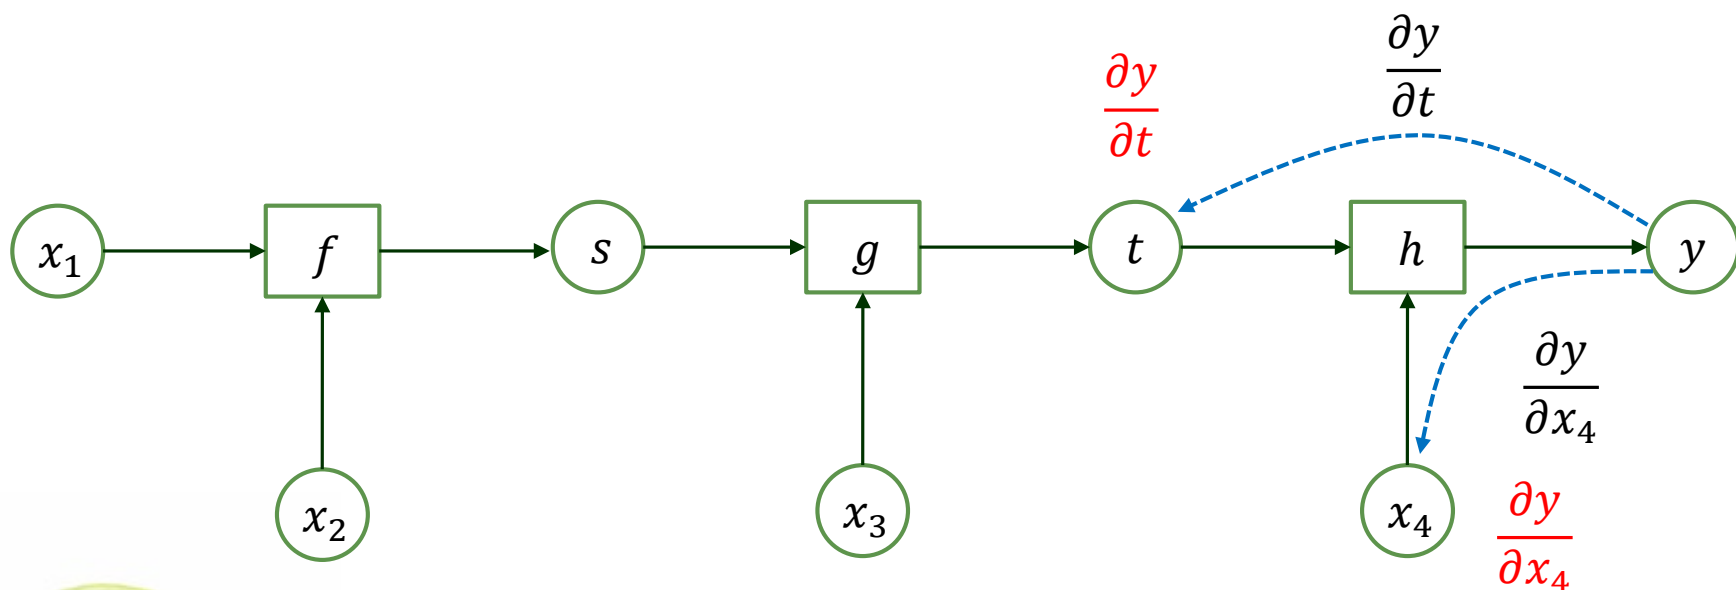 ∂y/∂t
∂y/∂t
x₁ f s g t h y
∂y/∂x₄
x₂ x₃ x₄
∂y/∂x₄